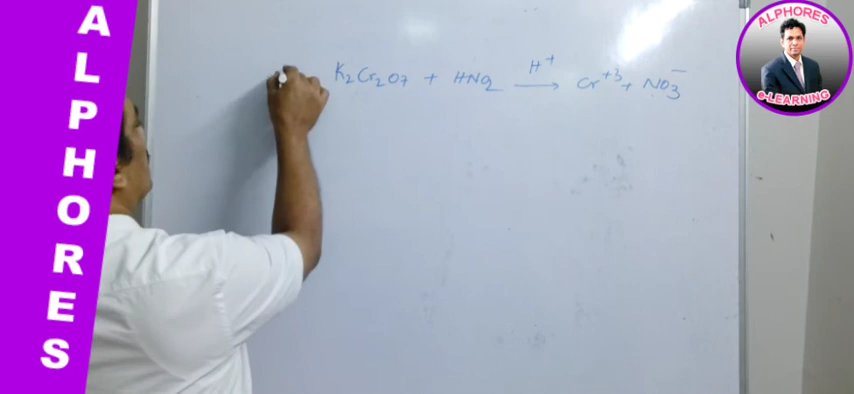 ALPHORES
K2Cr2O7 + HNO2 H+ → Cr+3 + NO3−
ALPHORES
e-LEARNING